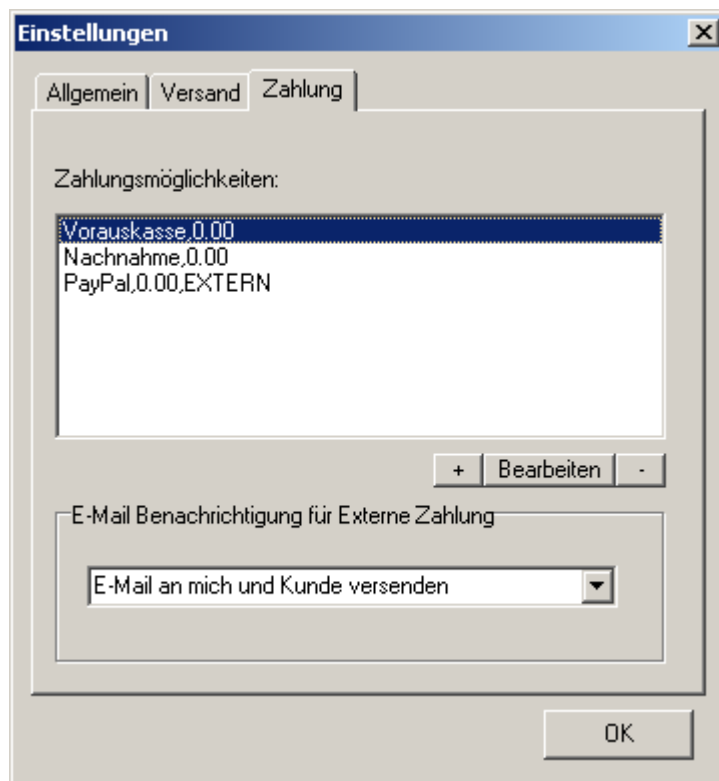 Einstellungen
Allgemein Versand Zahlung
Zahlungsmöglichkeiten:
Vorauskasse,0.00
Nachnahme,0.00
PayPal,0.00,EXTERN
+ Bearbeiten -
E-Mail Benachrichtigung für Externe Zahlung
E-Mail an mich und Kunde versenden
OK